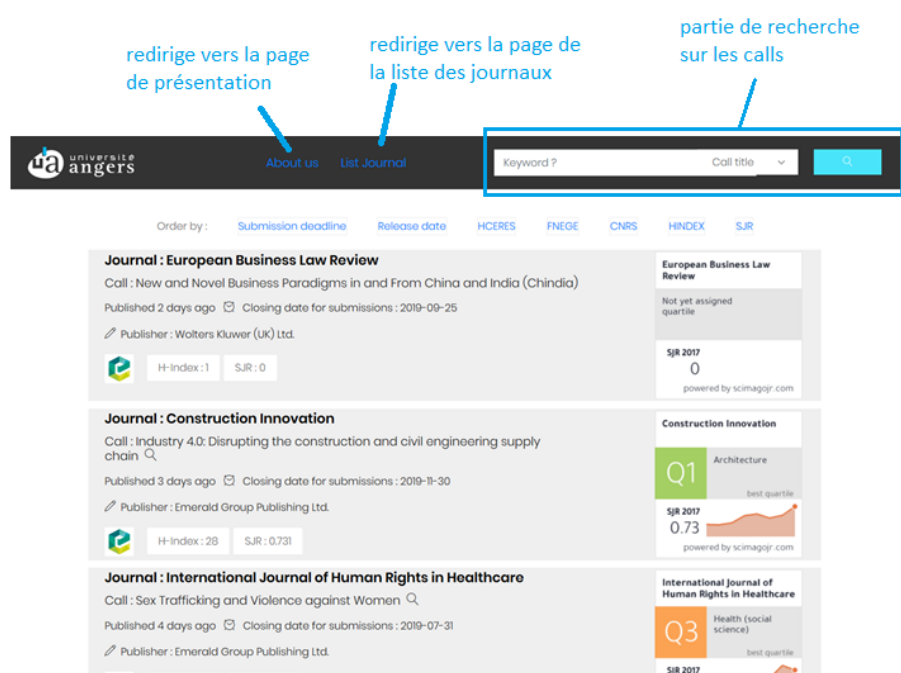 partie de recherche
sur les calls
redirige vers la page
de présentation
redirige vers la page de
la liste des journaux
ua université
angers
About us List Journal
Keyword ? Call title
Order by : Submission deadline Release date HCERES FNEGE CNRS HINDEX SJR
Journal : European Business Law Review
Call : New and Novel Business Paradigms in and From China and India (Chindia)
Published 2 days ago Closing date for submissions : 2019-09-25
Publisher : Wolters Kluwer (UK) Ltd.
H-Index : 1 SJR : 0
European Business Law
Review
Not yet assigned
quartile
SJR 2017
0
powered by scimagojr.com
Journal : Construction Innovation
Call : Industry 4.0: Disrupting the construction and civil engineering supply
chain
Published 3 days ago Closing date for submissions : 2019-11-30
Publisher : Emerald Group Publishing Ltd.
H-Index : 28 SJR : 0.731
Construction Innovation
Q1 Architecture
best quartile
SJR 2017
0.73
powered by scimagojr.com
Journal : International Journal of Human Rights in Healthcare
Call : Sex Trafficking and Violence against Women
Published 4 days ago Closing date for submissions : 2019-07-31
Publisher : Emerald Group Publishing Ltd.
International Journal of
Human Rights in Healthcare
Q3 Health (social
science)
best quartile
SJR 2017